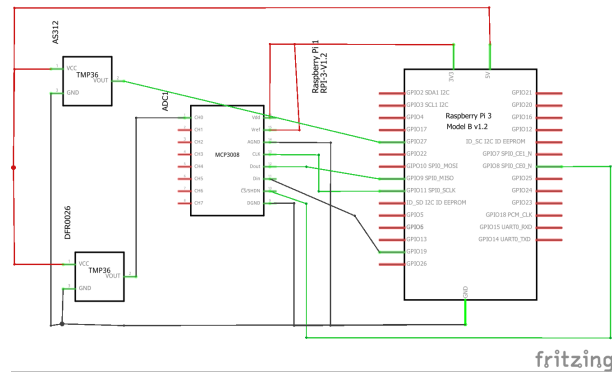 AS312
VCC
TMP36
VOUT
GND
ADC1
CH0
CH1
CH2
CH3
CH4
CH5
CH6
CH7
MCP3008
Vdd
Vref
AGND
CLK
Dout
Din
CS/SHDN
DGND
DFR0026
VCC
TMP36
VOUT
GND
Raspberry Pi 1
RPI-3-V1.2
3V3
5V
Raspberry Pi 3
Model B v1.2
GPIO2 SDA1 I2C
GPIO3 SCL1 I2C
GPIO4
GPIO17
GPIO27
GPIO22
GPIO10 SPI0_MOSI
GPIO9 SPI0_MISO
GPIO11 SPI0_SCLK
ID_SD I2C ID EEPROM
GPIO5
GPIO6
GPIO13
GPIO19
GPIO26
GPIO21
GPIO20
GPIO16
GPIO12
ID_SC I2C ID EEPROM
GPIO7 SPI0_CE1_N
GPIO8 SPI0_CE0_N
GPIO25
GPIO24
GPIO23
GPIO18 PCM_CLK
GPIO15 UART0_RXD
GPIO14 UART0_TXD
GND
fritzing